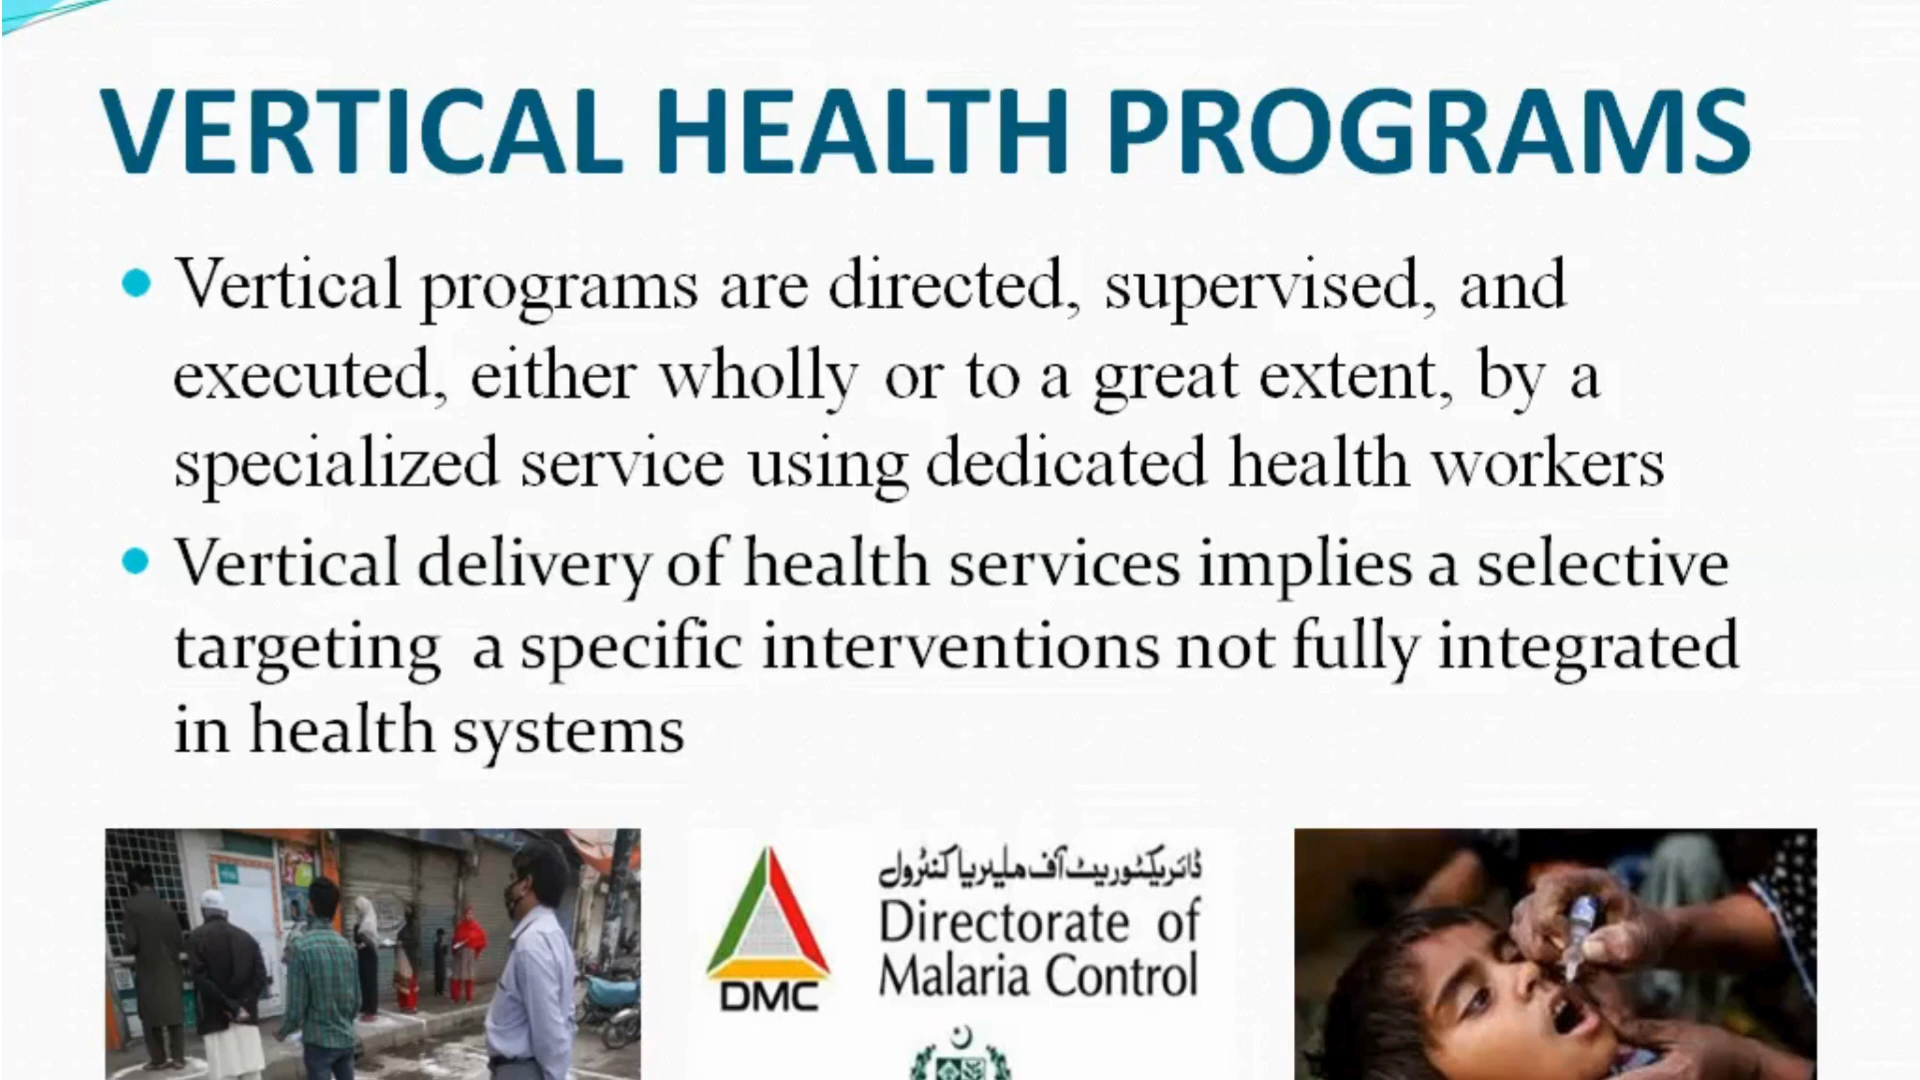 VERTICAL HEALTH PROGRAMS
Vertical programs are directed, supervised, and
executed, either wholly or to a great extent, by a
specialized service using dedicated health workers
Vertical delivery of health services implies a selective
targeting a specific interventions not fully integrated
in health systems
ڈائریکٹوریٹ آف ملیریا کنٹرول
Directorate of
Malaria Control
DMC